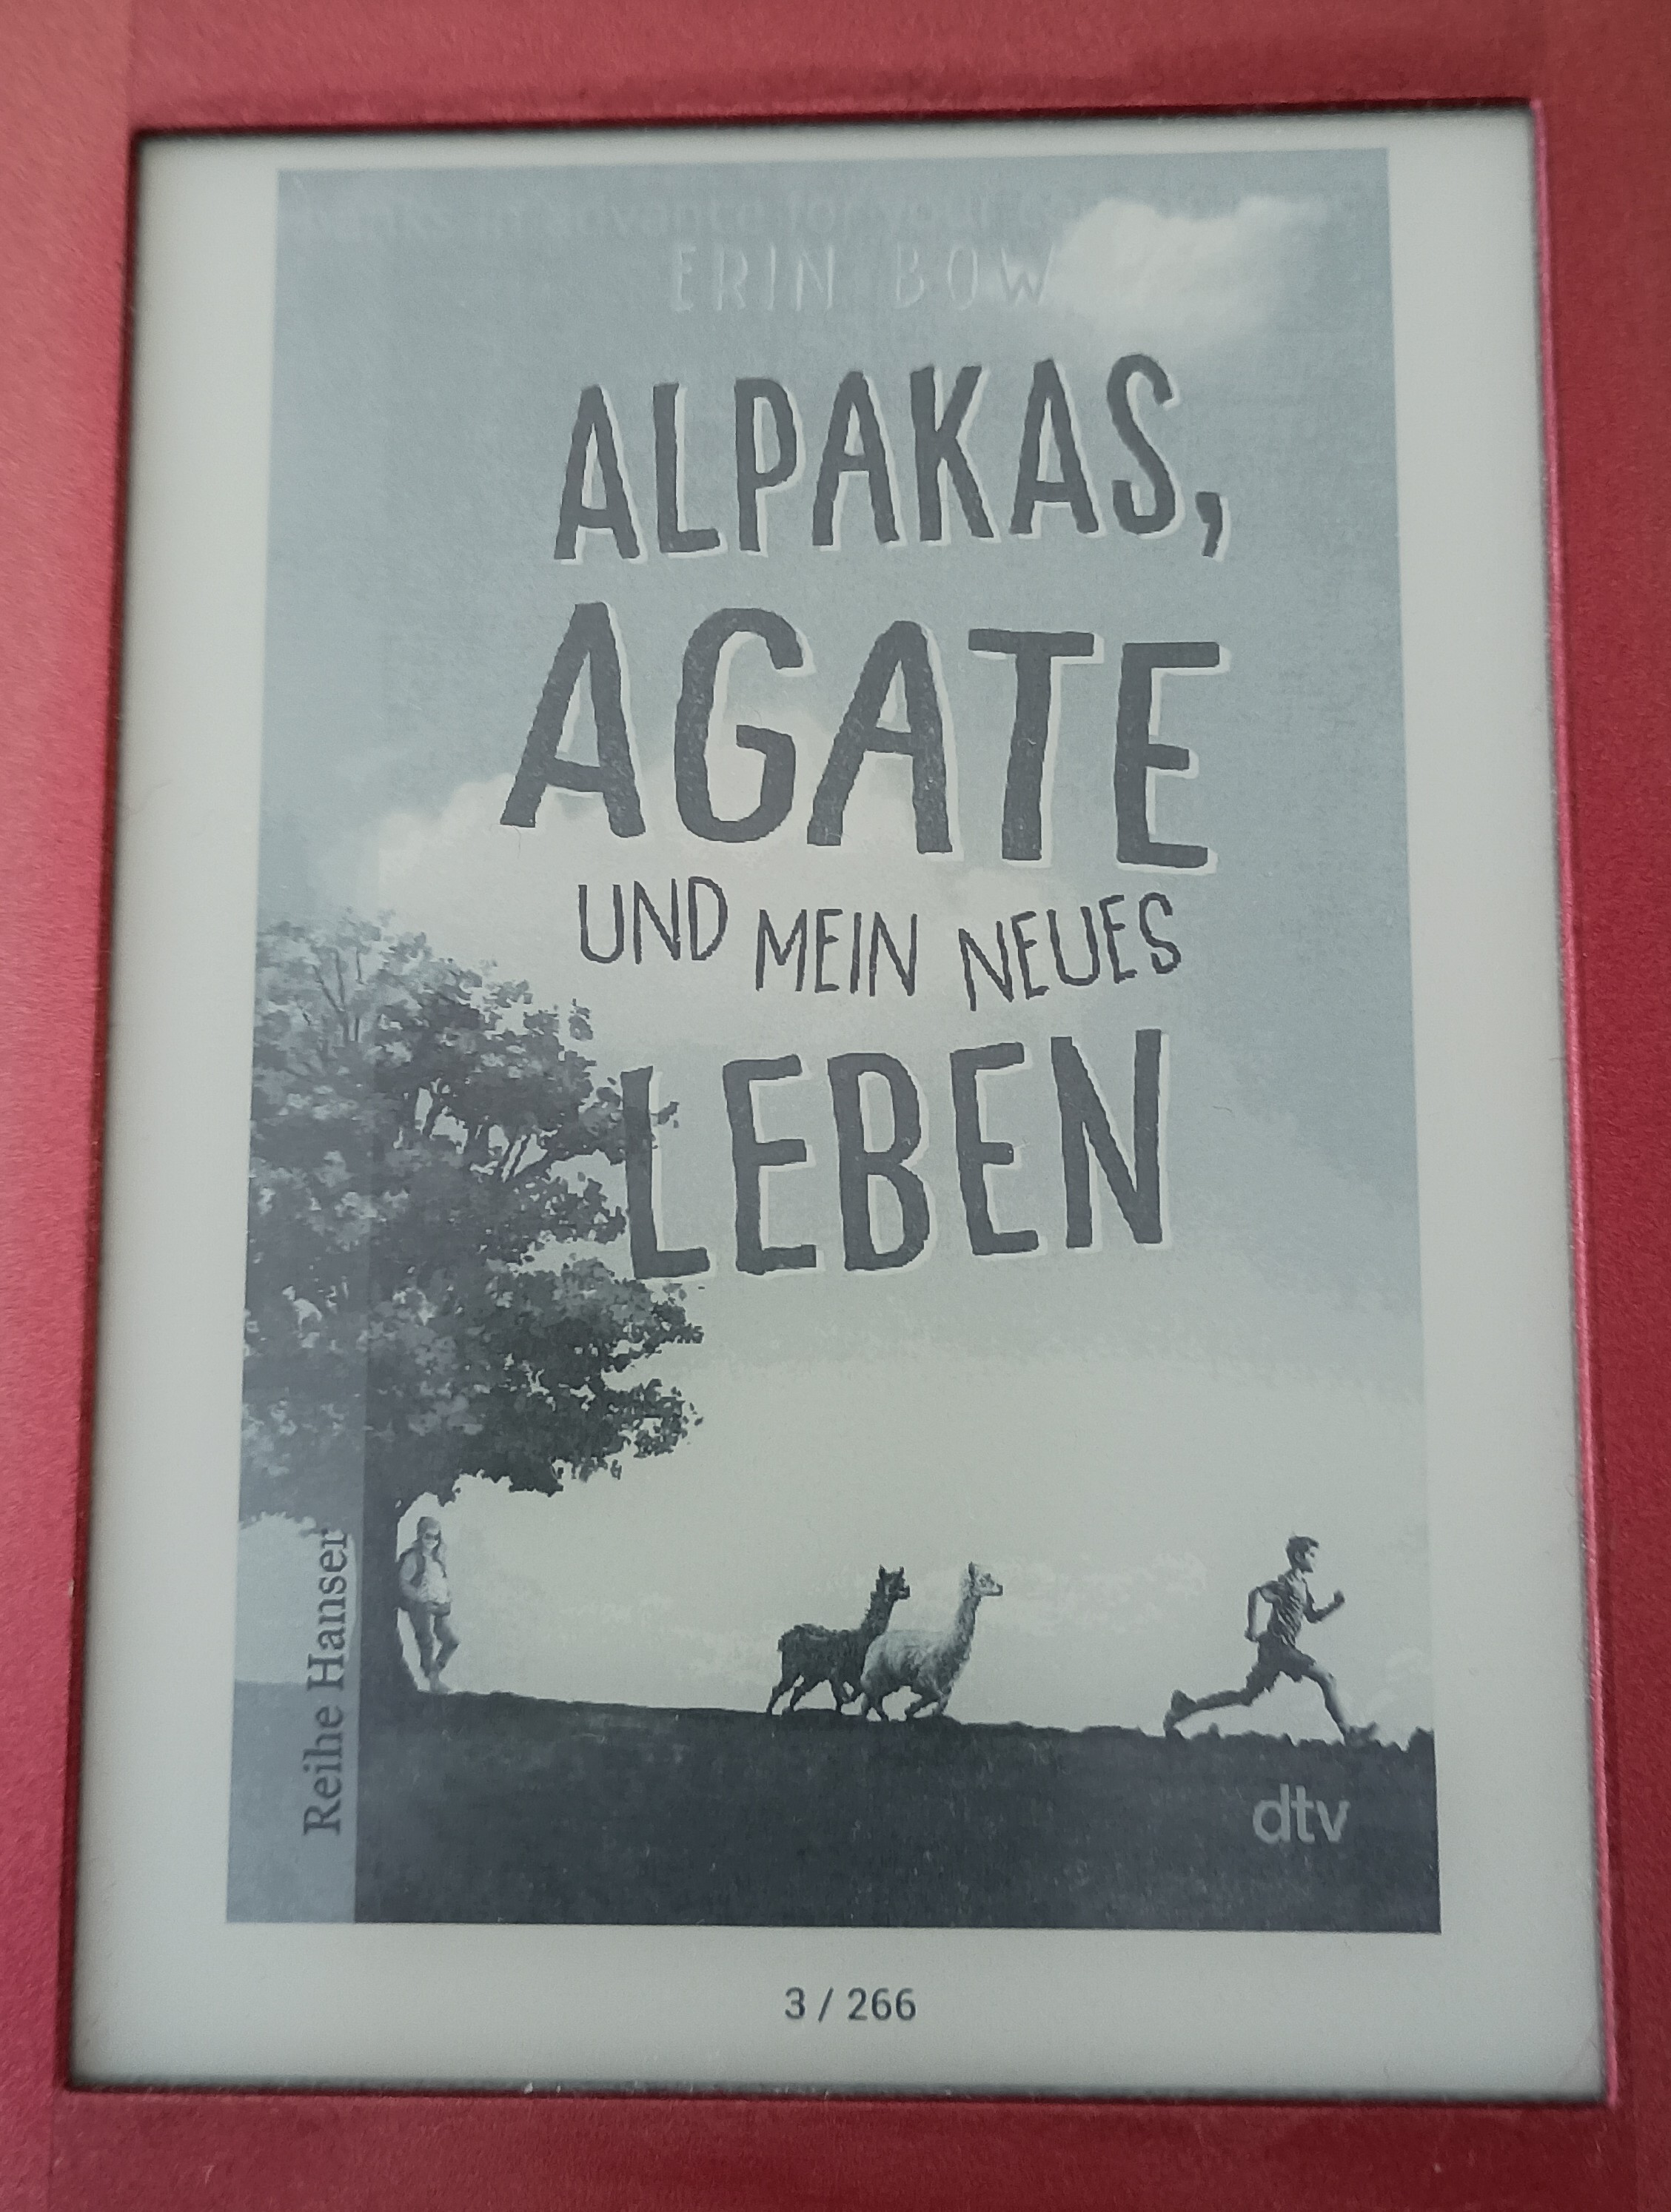 ERIN BOW
ALPAKAS,
AGATE
UND MEIN NEUES
LEBEN
Reihe Hanser
dtv
3 / 266